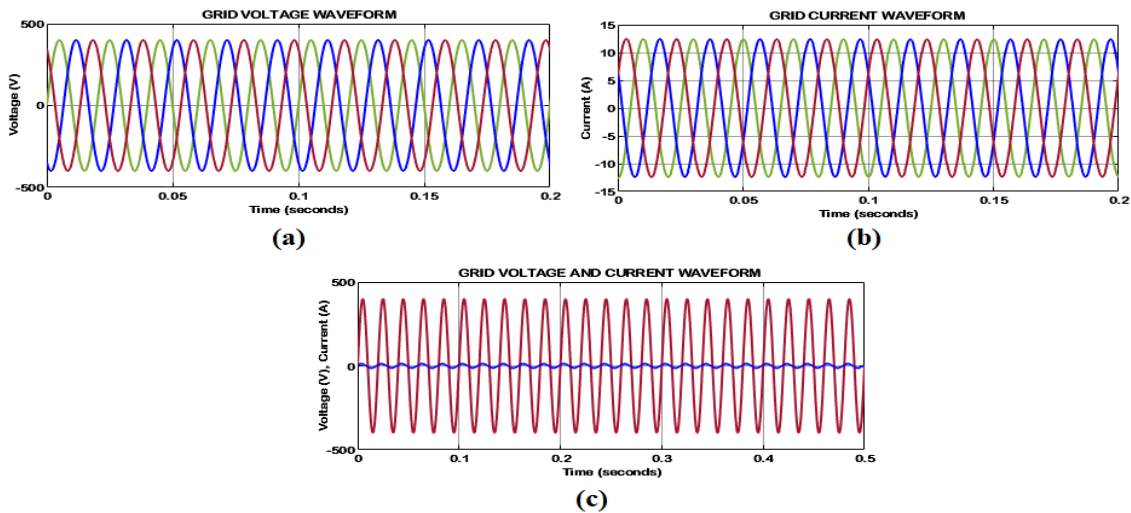 GRID VOLTAGE WAVEFORM
500
0
-500
Voltage (V)
0 0.05 0.1 0.15 0.2
Time (seconds)
(a)
GRID CURRENT WAVEFORM
15
10
5
0
-5
-10
-15
Current (A)
0 0.05 0.1 0.15 0.2
Time (seconds)
(b)
GRID VOLTAGE AND CURRENT WAVEFORM
500
0
-500
Voltage (V), Current (A)
0 0.1 0.2 0.3 0.4 0.5
Time (seconds)
(c)